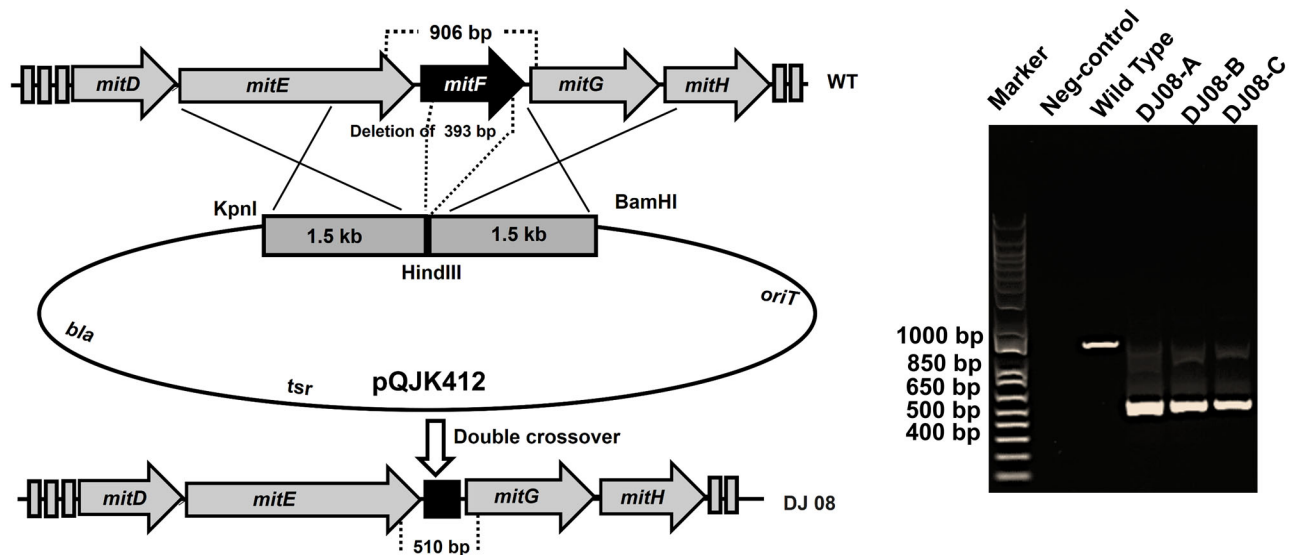 906 bp
mitD mitE mitF mitG mitH WT
Deletion of 393 bp
KpnI BamHI
1.5 kb 1.5 kb
HindIII
oriT
bla
tsr pQJK412
Double crossover
mitD mitE mitG mitH DJ 08
510 bp
Marker
Neg-control
Wild Type
DJ08-A
DJ08-B
DJ08-C
1000 bp
850 bp
650 bp
500 bp
400 bp